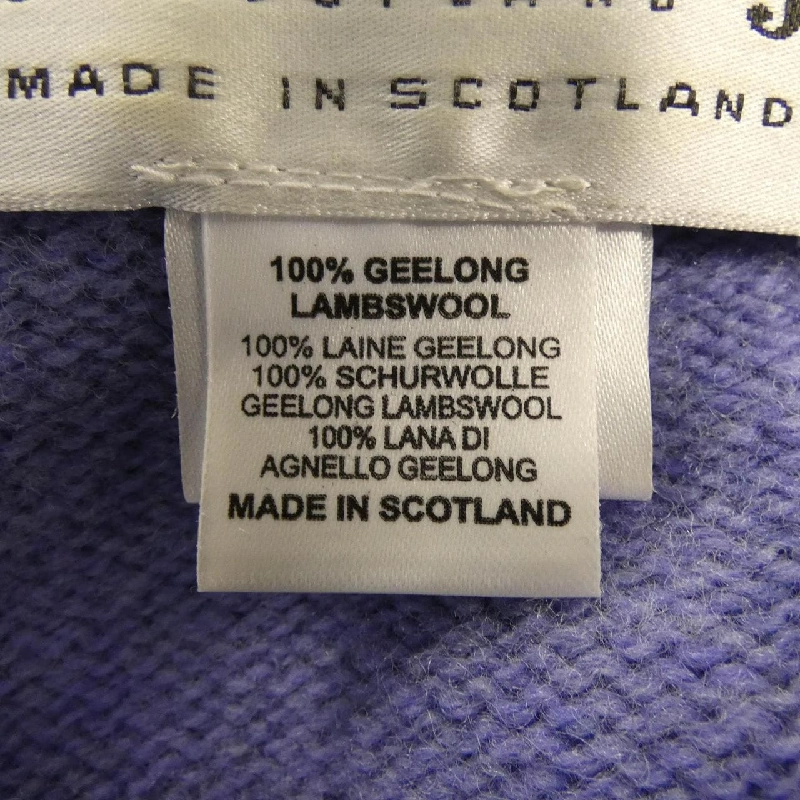 MADE IN SCOTLAND
100% GEELONG
LAMBSWOOL
100% LAINE GEELONG
100% SCHURWOLLE
GEELONG LAMBSWOOL
100% LANA DI
AGNELLO GEELONG
MADE IN SCOTLAND